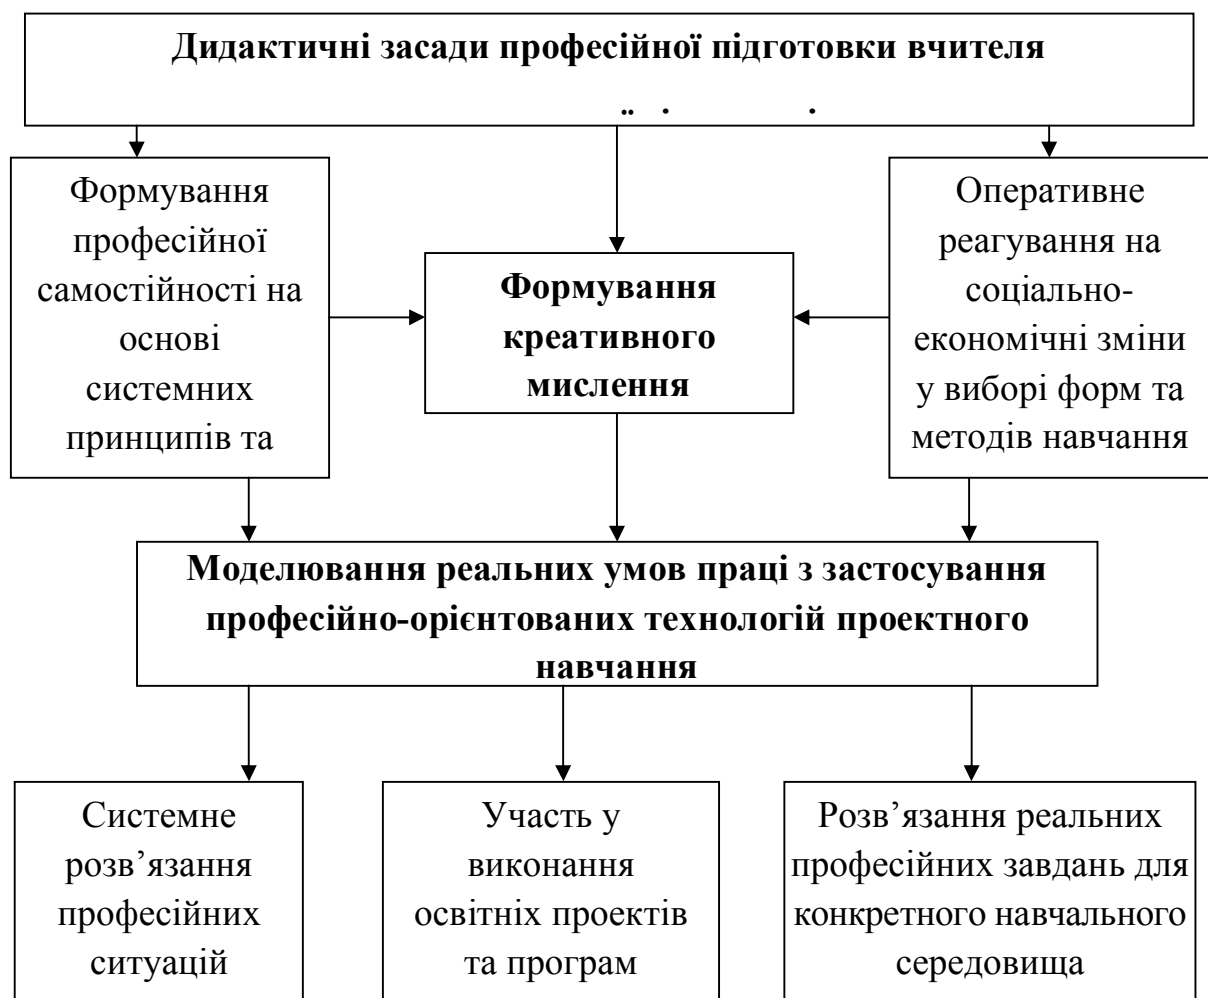 Дидактичні засади професійної підготовки вчителя
Формування
професійної
самостійності на
основі
системних
принципів та
Формування
креативного
мислення
Оперативне
реагування на
соціально-
економічні зміни
у виборі форм та
методів навчання
Моделювання реальних умов праці з застосування
професійно-орієнтованих технологій проектного
навчання
Системне
розв’язання
професійних
ситуацій
Участь у
виконання
освітніх проектів
та програм
Розв’язання реальних
професійних завдань для
конкретного навчального
середовища